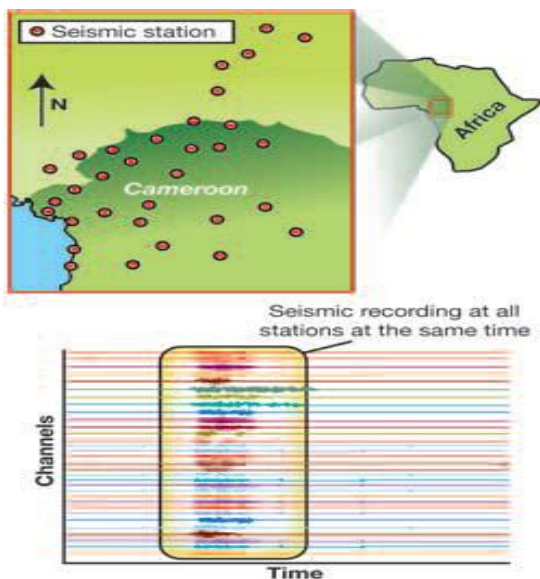 Seismic station
N
Africa
Cameroon
Seismic recording at all
stations at the same time
Channels
Time